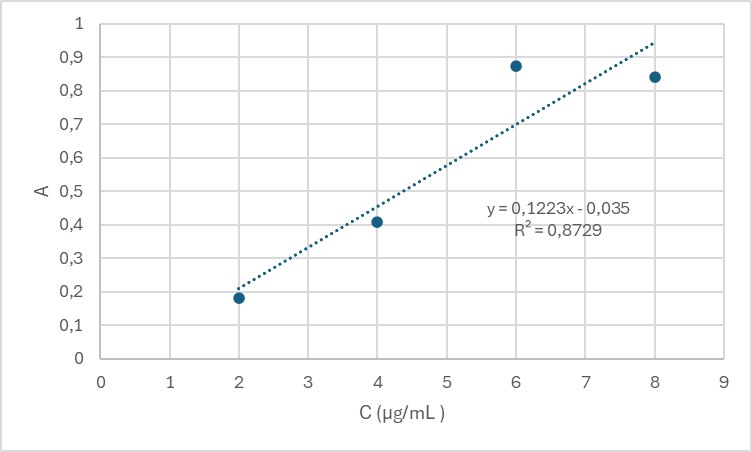 1
0,9
0,8
0,7
0,6
0,5
0,4
0,3
0,2
0,1
0
A
y = 0,1223x - 0,035
R² = 0,8729
0 1 2 3 4 5 6 7 8 9
C (µg/mL )